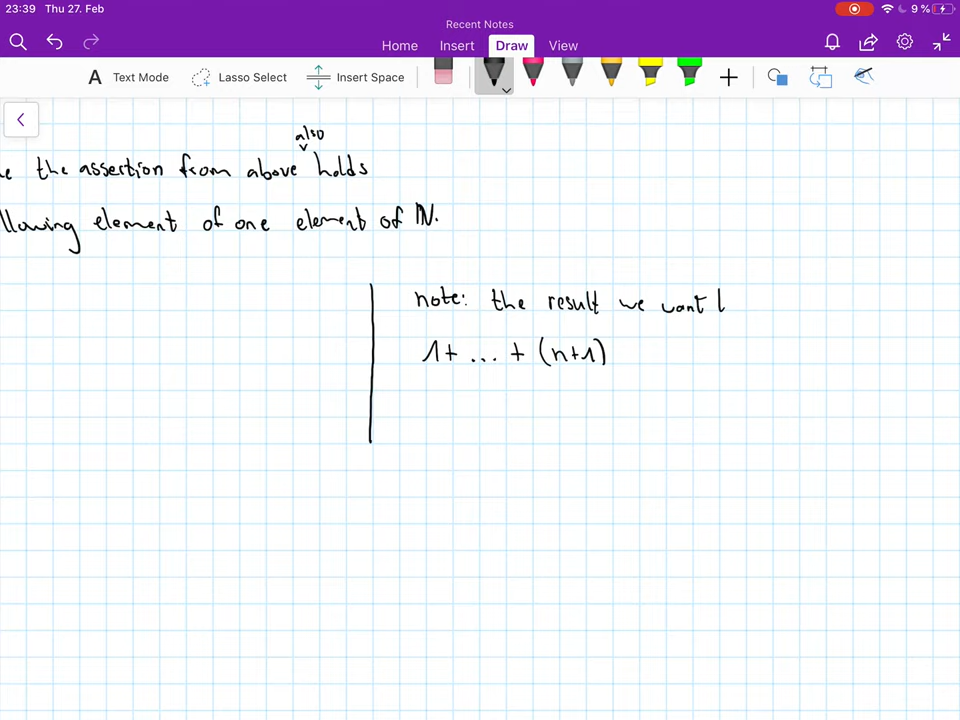 23:39 Thu 27. Feb 9 %
Recent Notes
Home Insert Draw View
A Text Mode Lasso Select Insert Space
also
the assertion from above holds
element of one element of ℕ.
note: the result we want
1+ ... + (n+1)